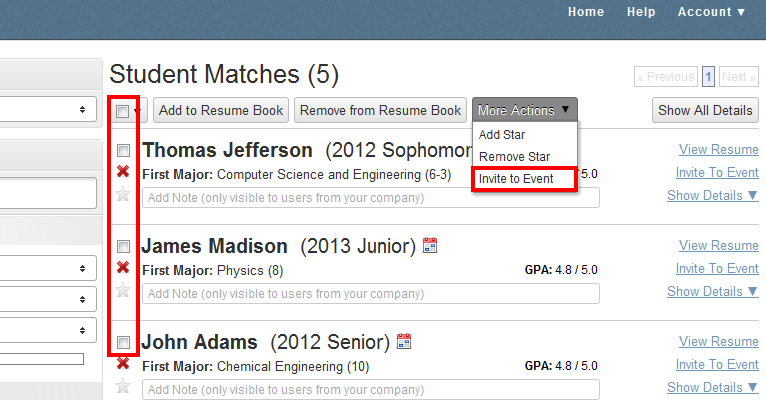 Home Help Account ▼
Student Matches (5)
« Previous 1 Next »
▼ Add to Resume Book Remove from Resume Book More Actions ▼ Show All Details
Add Star
Remove Star
Invite to Event
Thomas Jefferson (2012 Sophomor View Resume
First Major: Computer Science and Engineering (6-3) / 5.0 Invite To Event
Add Note (only visible to users from your company) Show Details ▼
James Madison (2013 Junior) View Resume
First Major: Physics (8) GPA: 4.8 / 5.0 Invite To Event
Add Note (only visible to users from your company) Show Details ▼
John Adams (2012 Senior) View Resume
First Major: Chemical Engineering (10) GPA: 4.8 / 5.0 Invite To Event
Add Note (only visible to users from your company) Show Details ▼